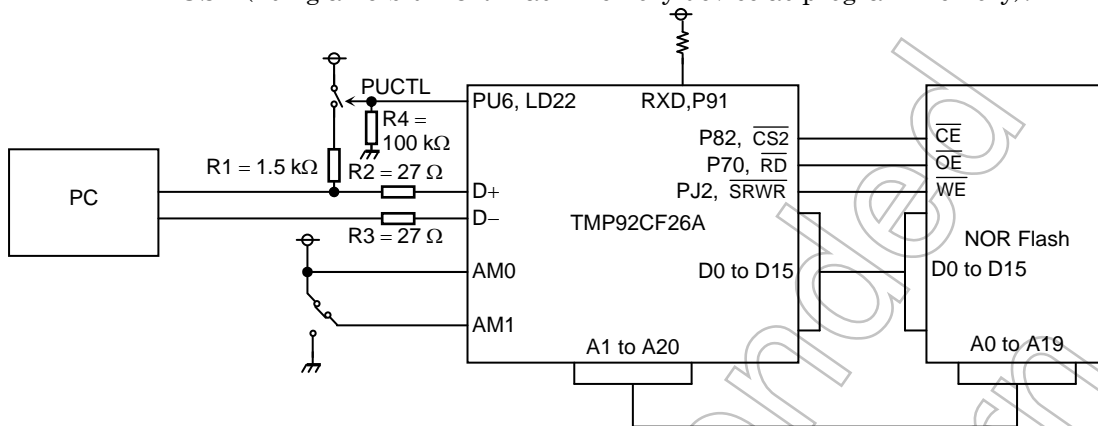 PUCTL
PU6, LD22
RXD,P91
R4 =
100 kΩ
P82, CS2
CE
R1 = 1.5 kΩ
R2 = 27 Ω
P70, RD
OE
PC
D+
PJ2, SRWR
WE
D−
TMP92CF26A
R3 = 27 Ω
NOR Flash
AM0
D0 to D15
D0 to D15
AM1
A1 to A20
A0 to A19